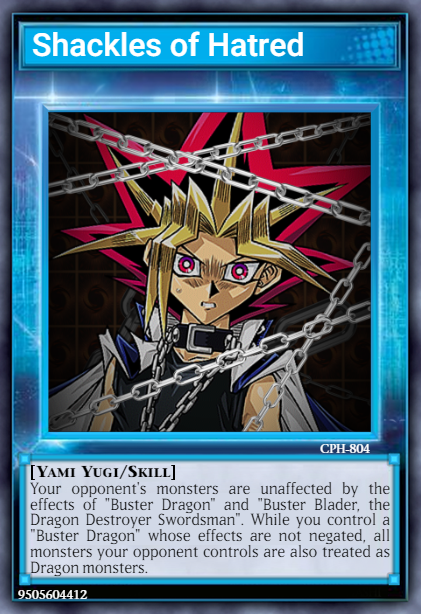 Shackles of Hatred
CPH-804
[Yami Yugi/Skill]
Your opponent's monsters are unaffected by the
effects of "Buster Dragon" and "Buster Blader, the
Dragon Destroyer Swordsman". While you control a
"Buster Dragon" whose effects are not negated, all
monsters your opponent controls are also treated as
Dragon monsters.
9505604412